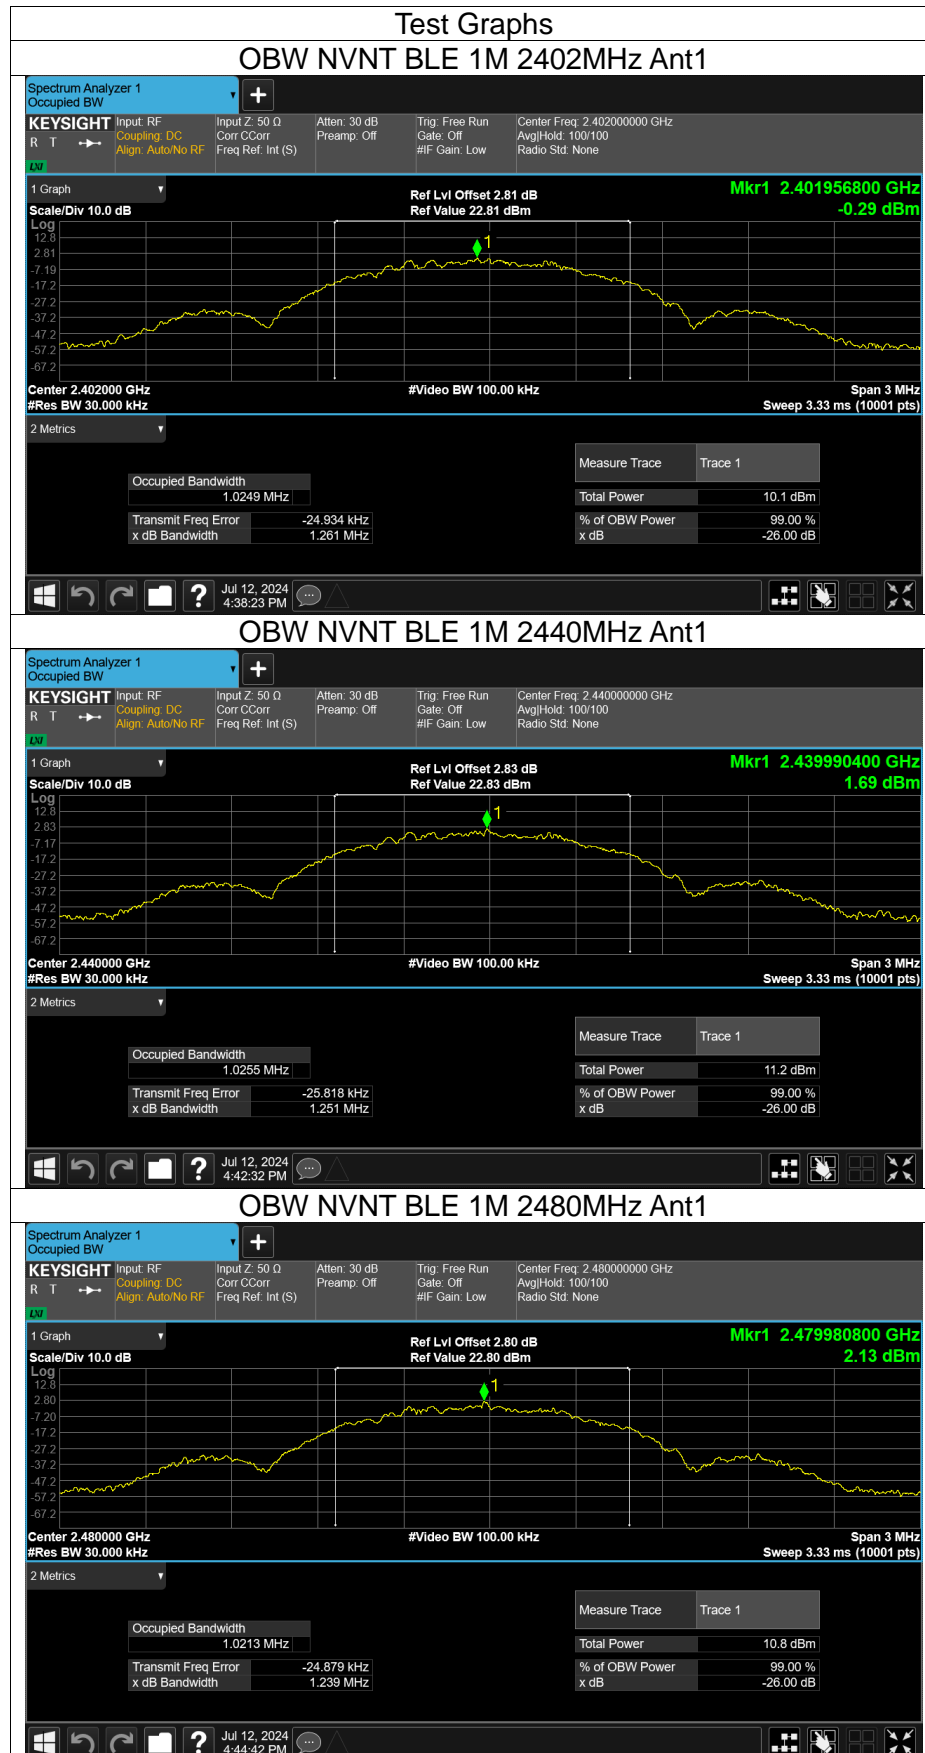 Test Graphs
OBW NVNT BLE 1M 2402MHz Ant1
Spectrum Analyzer 1
Occupied BW
KEYSIGHT Input: RF Input Z: 50 Ω Atten: 30 dB Trig: Free Run Center Freq: 2.402000000 GHz
R T Coupling: DC Corr CCorr Preamp: Off Gate: Off Avg|Hold: 100/100
Align: Auto/No RF Freq Ref: Int (S) #IF Gain: Low Radio Std: None
LXI
1 Graph Ref Lvl Offset 2.81 dB Mkr1 2.401956800 GHz
Scale/Div 10.0 dB Ref Value 22.81 dBm -0.29 dBm
Log
12.8
1
2.81
-7.19
-17.2
-27.2
-37.2
-47.2
-57.2
-67.2
Center 2.402000 GHz #Video BW 100.00 kHz Span 3 MHz
#Res BW 30.000 kHz Sweep 3.33 ms (10001 pts)
2 Metrics
Measure Trace Trace 1
Occupied Bandwidth
1.0249 MHz Total Power 10.1 dBm
Transmit Freq Error -24.934 kHz % of OBW Power 99.00 %
x dB Bandwidth 1.261 MHz x dB -26.00 dB
? Jul 12, 2024
4:38:23 PM
OBW NVNT BLE 1M 2440MHz Ant1
Spectrum Analyzer 1
Occupied BW
KEYSIGHT Input: RF Input Z: 50 Ω Atten: 30 dB Trig: Free Run Center Freq: 2.440000000 GHz
R T Coupling: DC Corr CCorr Preamp: Off Gate: Off Avg|Hold: 100/100
Align: Auto/No RF Freq Ref: Int (S) #IF Gain: Low Radio Std: None
LXI
1 Graph Ref Lvl Offset 2.83 dB Mkr1 2.439990400 GHz
Scale/Div 10.0 dB Ref Value 22.83 dBm 1.69 dBm
Log
12.8
1
2.83
-7.17
-17.2
-27.2
-37.2
-47.2
-57.2
-67.2
Center 2.440000 GHz #Video BW 100.00 kHz Span 3 MHz
#Res BW 30.000 kHz Sweep 3.33 ms (10001 pts)
2 Metrics
Measure Trace Trace 1
Occupied Bandwidth
1.0255 MHz Total Power 11.2 dBm
Transmit Freq Error -25.818 kHz % of OBW Power 99.00 %
x dB Bandwidth 1.251 MHz x dB -26.00 dB
? Jul 12, 2024
4:42:32 PM
OBW NVNT BLE 1M 2480MHz Ant1
Spectrum Analyzer 1
Occupied BW
KEYSIGHT Input: RF Input Z: 50 Ω Atten: 30 dB Trig: Free Run Center Freq: 2.480000000 GHz
R T Coupling: DC Corr CCorr Preamp: Off Gate: Off Avg|Hold: 100/100
Align: Auto/No RF Freq Ref: Int (S) #IF Gain: Low Radio Std: None
LXI
1 Graph Ref Lvl Offset 2.80 dB Mkr1 2.479980800 GHz
Scale/Div 10.0 dB Ref Value 22.80 dBm 2.13 dBm
Log
12.8
1
2.80
-7.20
-17.2
-27.2
-37.2
-47.2
-57.2
-67.2
Center 2.480000 GHz #Video BW 100.00 kHz Span 3 MHz
#Res BW 30.000 kHz Sweep 3.33 ms (10001 pts)
2 Metrics
Measure Trace Trace 1
Occupied Bandwidth
1.0213 MHz Total Power 10.8 dBm
Transmit Freq Error -24.879 kHz % of OBW Power 99.00 %
x dB Bandwidth 1.239 MHz x dB -26.00 dB
? Jul 12, 2024
4:44:42 PM